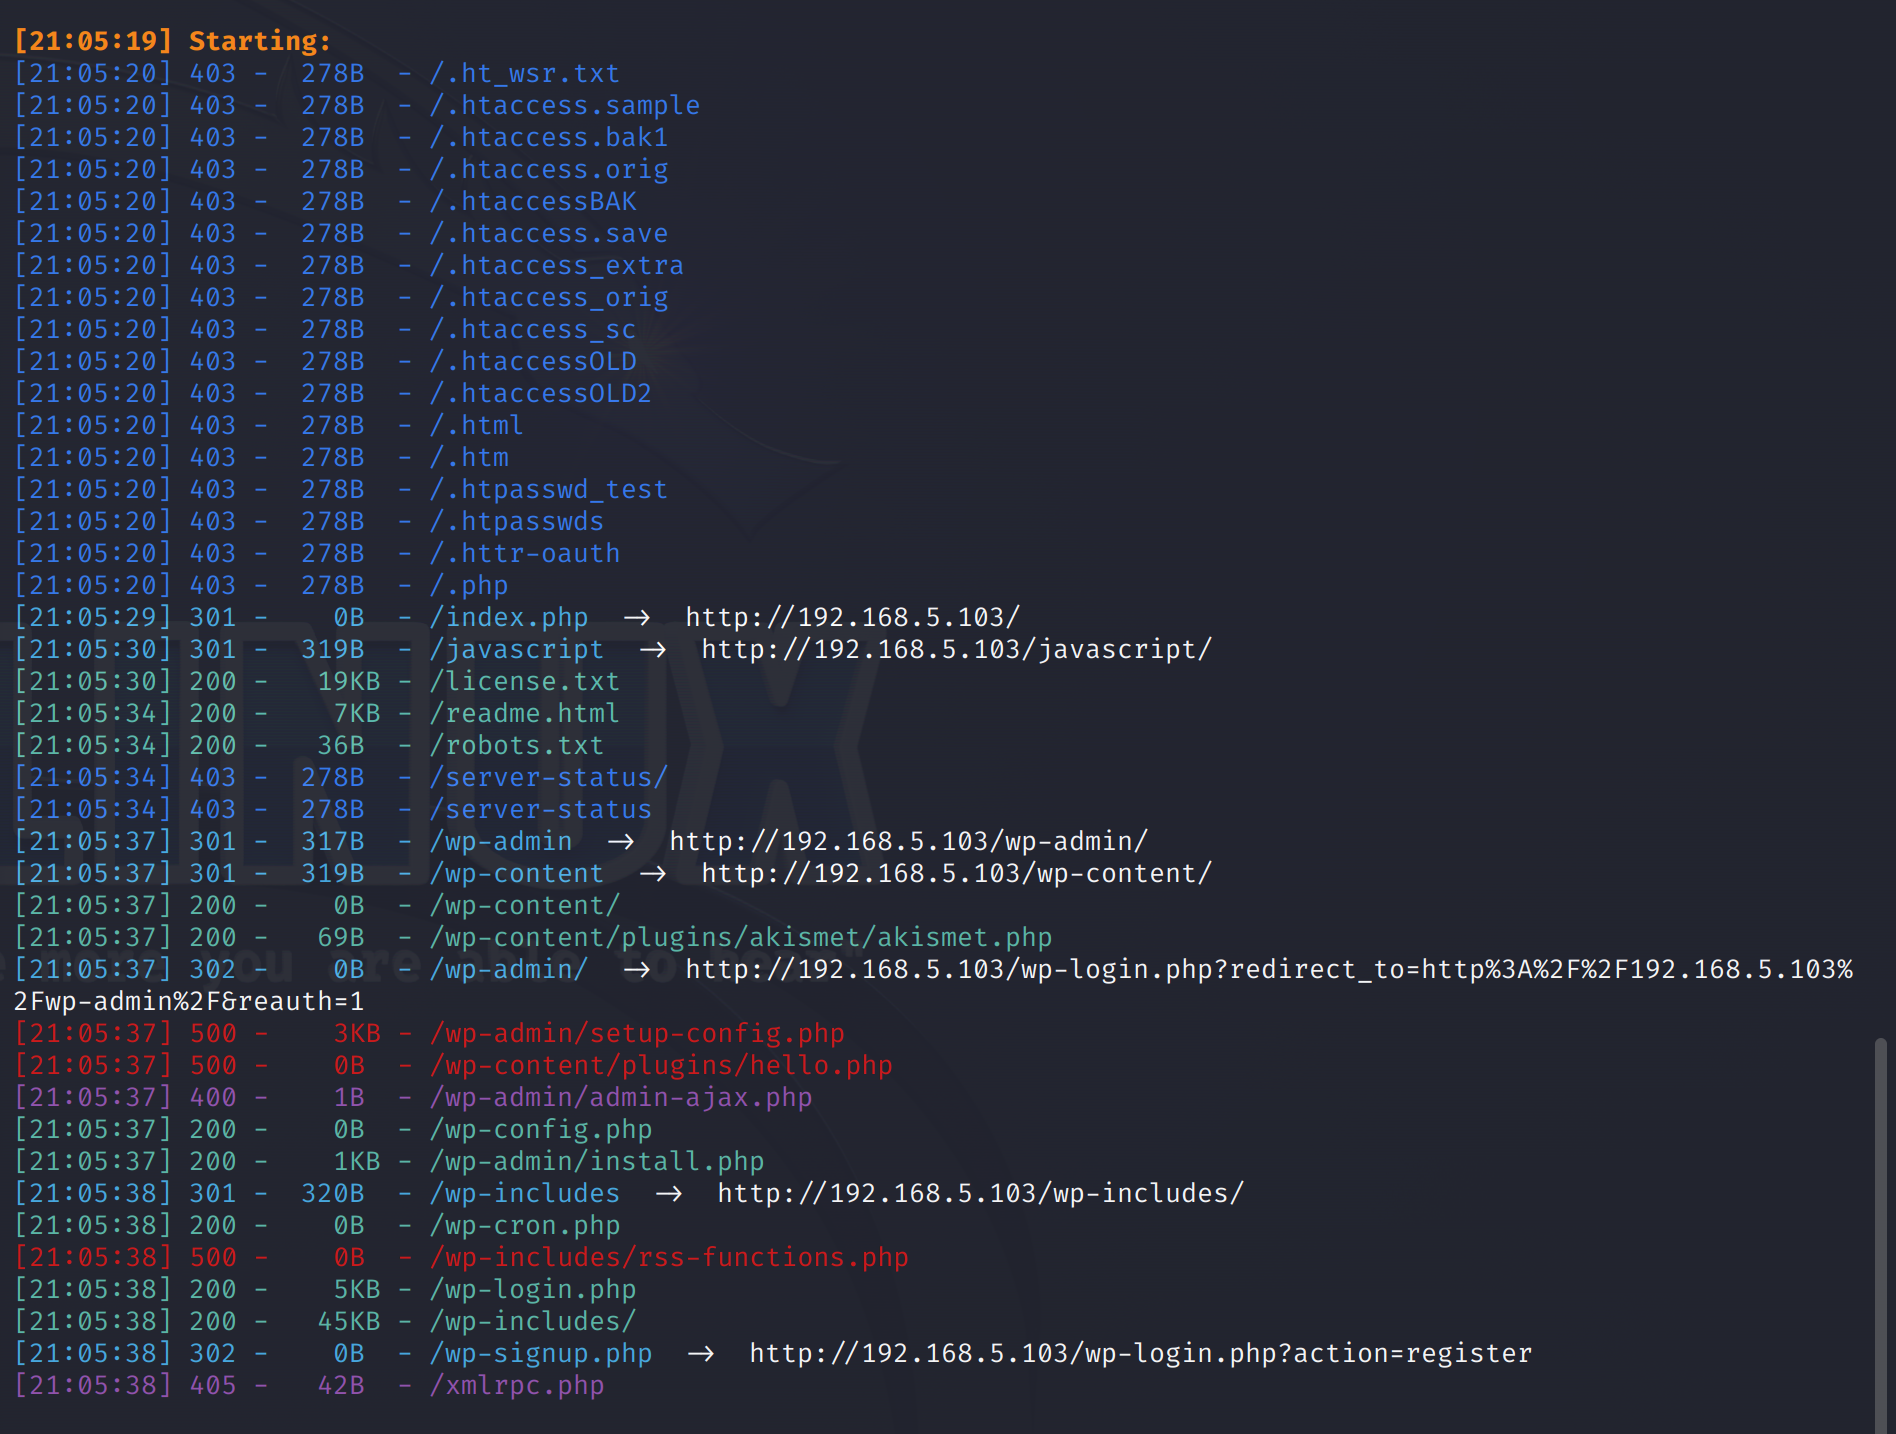 [21:05:19] Starting:
[21:05:20] 403 -  278B  - /.ht_wsr.txt
[21:05:20] 403 -  278B  - /.htaccess.sample
[21:05:20] 403 -  278B  - /.htaccess.bak1
[21:05:20] 403 -  278B  - /.htaccess.orig
[21:05:20] 403 -  278B  - /.htaccessBAK
[21:05:20] 403 -  278B  - /.htaccess.save
[21:05:20] 403 -  278B  - /.htaccess_extra
[21:05:20] 403 -  278B  - /.htaccess_orig
[21:05:20] 403 -  278B  - /.htaccess_sc
[21:05:20] 403 -  278B  - /.htaccessOLD
[21:05:20] 403 -  278B  - /.htaccessOLD2
[21:05:20] 403 -  278B  - /.html
[21:05:20] 403 -  278B  - /.htm
[21:05:20] 403 -  278B  - /.htpasswd_test
[21:05:20] 403 -  278B  - /.htpasswds
[21:05:20] 403 -  278B  - /.httr-oauth
[21:05:20] 403 -  278B  - /.php
[21:05:29] 301 -    0B  - /index.php  ->  http://192.168.5.103/
[21:05:30] 301 -  319B  - /javascript  ->  http://192.168.5.103/javascript/
[21:05:30] 200 -   19KB - /license.txt
[21:05:34] 200 -    7KB - /readme.html
[21:05:34] 200 -   36B  - /robots.txt
[21:05:34] 403 -  278B  - /server-status/
[21:05:34] 403 -  278B  - /server-status
[21:05:37] 301 -  317B  - /wp-admin  ->  http://192.168.5.103/wp-admin/
[21:05:37] 301 -  319B  - /wp-content  ->  http://192.168.5.103/wp-content/
[21:05:37] 200 -    0B  - /wp-content/
[21:05:37] 200 -   69B  - /wp-content/plugins/akismet/akismet.php
[21:05:37] 302 -    0B  - /wp-admin/  ->  http://192.168.5.103/wp-login.php?redirect_to=http%3A%2F%2F192.168.5.103%
2Fwp-admin%2F&reauth=1
[21:05:37] 500 -    3KB - /wp-admin/setup-config.php
[21:05:37] 500 -    0B  - /wp-content/plugins/hello.php
[21:05:37] 400 -    1B  - /wp-admin/admin-ajax.php
[21:05:37] 200 -    0B  - /wp-config.php
[21:05:37] 200 -    1KB - /wp-admin/install.php
[21:05:38] 301 -  320B  - /wp-includes  ->  http://192.168.5.103/wp-includes/
[21:05:38] 200 -    0B  - /wp-cron.php
[21:05:38] 500 -    0B  - /wp-includes/rss-functions.php
[21:05:38] 200 -    5KB - /wp-login.php
[21:05:38] 200 -   45KB - /wp-includes/
[21:05:38] 302 -    0B  - /wp-signup.php  ->  http://192.168.5.103/wp-login.php?action=register
[21:05:38] 405 -   42B  - /xmlrpc.php